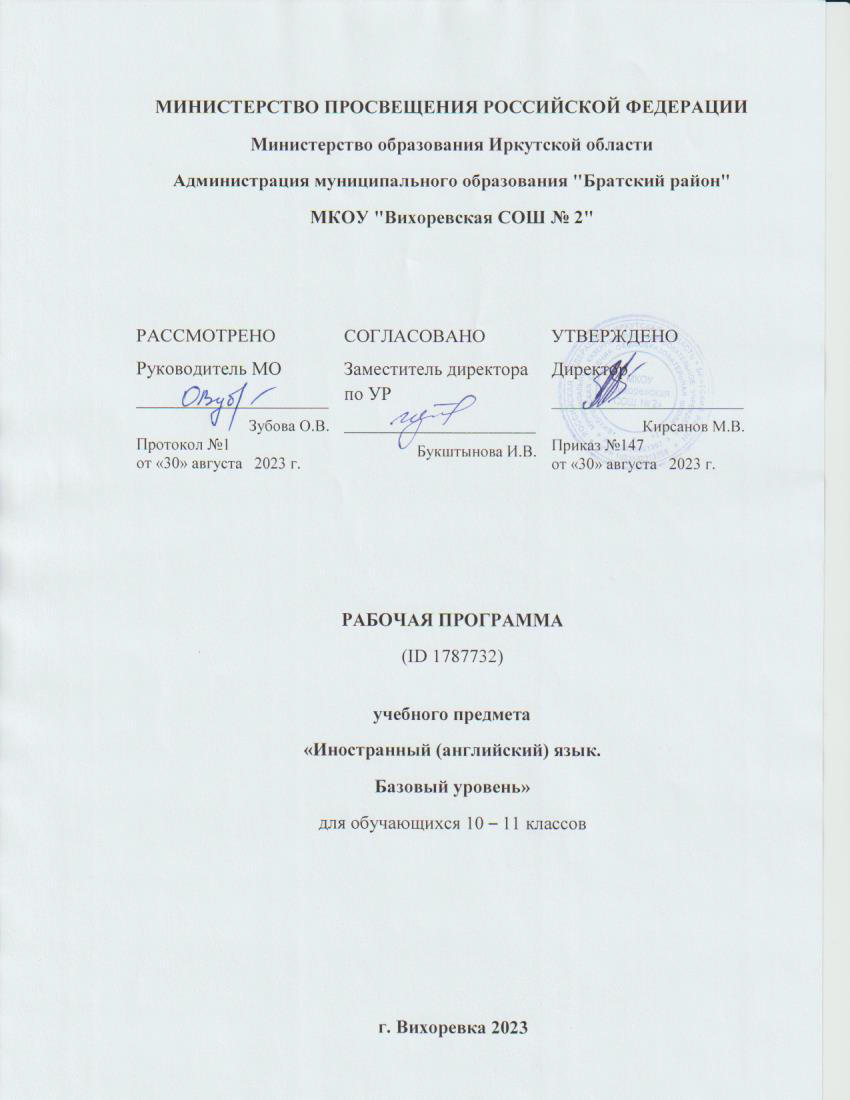 МИНИСТЕРСТВО ПРОСВЕЩЕНИЯ РОССИЙСКОЙ ФЕДЕРАЦИИ
Министерство образования Иркутской области
Администрация муниципального образования "Братский район"
МКОУ "Вихоревская СОШ № 2"
РАССМОТРЕНО
Руководитель МО
Зубова О.В.
Протокол №1
от «30» августа 2023 г.
СОГЛАСОВАНО
Заместитель директора
по УР
Букштынова И.В.
УТВЕРЖДЕНО
Директор
МКОУ
Кирсанов М.В.
Приказ №147
от «30» августа 2023 г.
РАБОЧАЯ ПРОГРАММА
(ID 1787732)
учебного предмета
«Иностранный (английский) язык.
Базовый уровень»
для обучающихся 10 – 11 классов
г. Вихоревка 2023